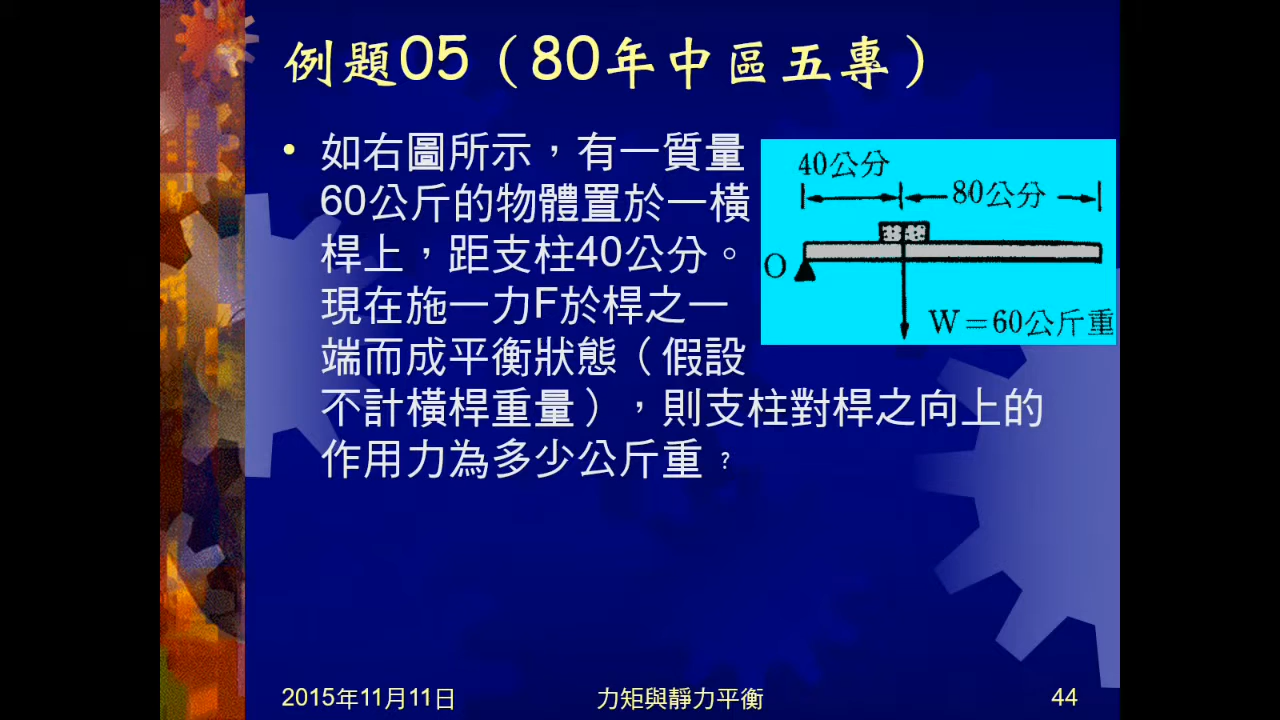 例題05（80年中區五專）
• 如右圖所示，有一質量
60公斤的物體置於一橫
桿上，距支柱40公分。
現在施一力F於桿之一
端而成平衡狀態（假設
不計橫桿重量），則支柱對桿之向上的
作用力為多少公斤重﹖
40公分
80公分
O
W＝60公斤重
2015年11月11日
力矩與靜力平衡
44